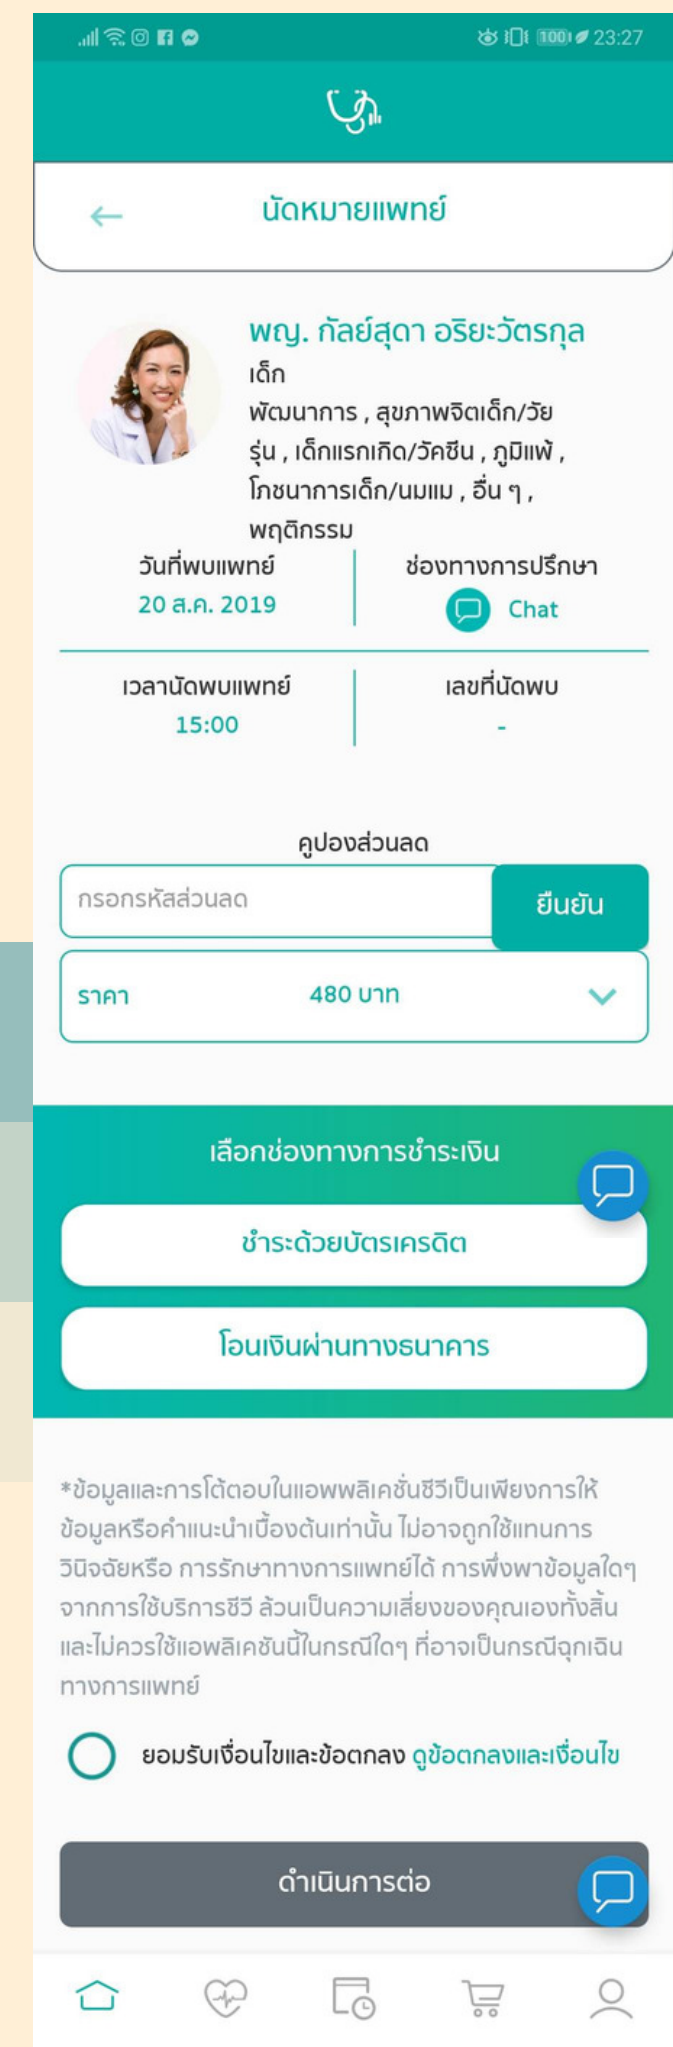 100 23:27
นัดหมายแพทย์
พญ. กัลย์สุดา อริยะวัตรกุล
เด็ก
พัฒนาการ , สุขภาพจิตเด็ก/วัย
รุ่น , เด็กแรกเกิด/วัคซีน , ภูมิแพ้ ,
โภชนาการเด็ก/นมแม , อื่น ๆ ,
พฤติกรรม
วันที่พบแพทย์
20 ส.ค. 2019
ช่องทางการปรึกษา
Chat
เวลานัดพบแพทย์
15:00
เลขที่นัดพบ
-
คูปองส่วนลด
กรอกรหัสส่วนลด
ยืนยัน
ราคา 480 บาท
เลือกช่องทางการชำระเงิน
ชำระด้วยบัตรเครดิต
โอนเงินผ่านทางธนาคาร
*ข้อมูลและการโต้ตอบในแอพพลิเคชั่นชีวีเป็นเพียงการให้
ข้อมูลหรือคำแนะนำเบื้องต้นเท่านั้น ไม่อาจถูกใช้แทนการ
วินิจฉัยหรือ การรักษาทางการแพทย์ได้ การพึ่งพาข้อมูลใดๆ
จากการใช้บริการชีวี ล้วนเป็นความเสี่ยงของคุณเองทั้งสิ้น
และไม่ควรใช้แอพลิเคชันนี้ในกรณีใดๆ ที่อาจเป็นกรณีฉุกเฉิน
ทางการแพทย์
ยอมรับเงื่อนไขและข้อตกลง ดูข้อตกลงและเงื่อนไข
ดำเนินการต่อ